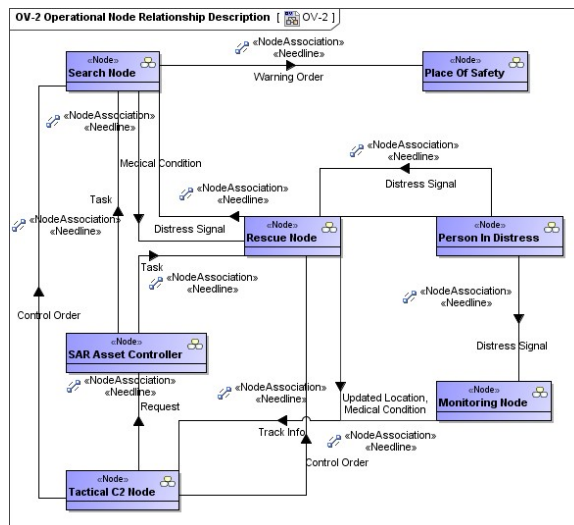 OV-2 Operational Node Relationship Description [ OV-2 ]
«Node»
Search Node
«NodeAssociation»
«Needline»
Warning Order
«Node»
Place Of Safety
«NodeAssociation»
«Needline»
Medical Condition
«NodeAssociation»
«Needline»
Distress Signal
Task
«NodeAssociation»
«Needline»
«NodeAssociation»
«Needline»
Distress Signal
«Node»
Rescue Node
«Node»
Person In Distress
Task
«NodeAssociation»
«Needline»
«NodeAssociation»
«Needline»
Control Order
«Node»
SAR Asset Controller
Distress Signal
«NodeAssociation»
«Needline»
Request
«NodeAssociation»
«Needline»
Updated Location,
Medical Condition
«Node»
Monitoring Node
Track Info
«NodeAssociation»
«Needline»
Control Order
«Node»
Tactical C2 Node